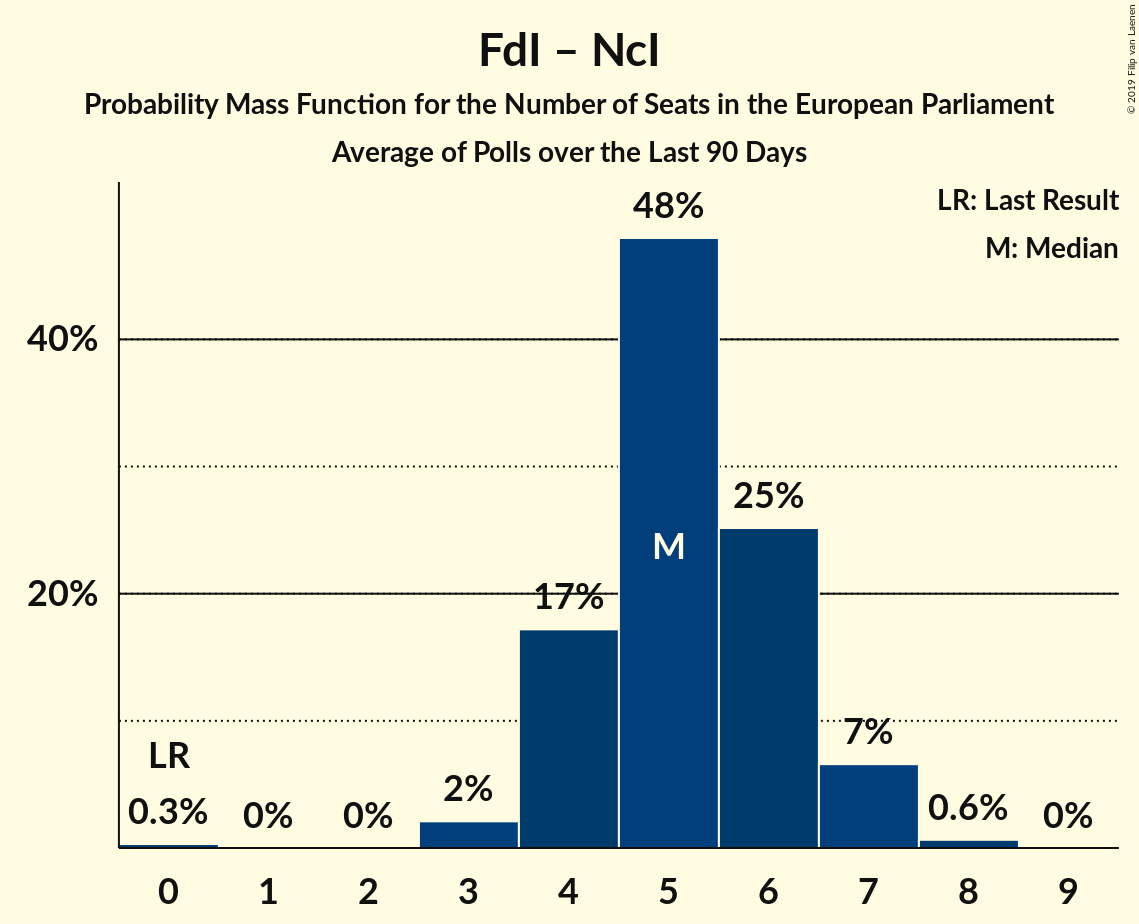 FdI – NcI
Probability Mass Function for the Number of Seats in the European Parliament
Average of Polls over the Last 90 Days
© 2019 Filip van Laenen
LR: Last Result
M: Median
40%
20%
LR
0.3%
0%
0%
2%
17%
48%
M
25%
7%
0.6%
0%
0 1 2 3 4 5 6 7 8 9